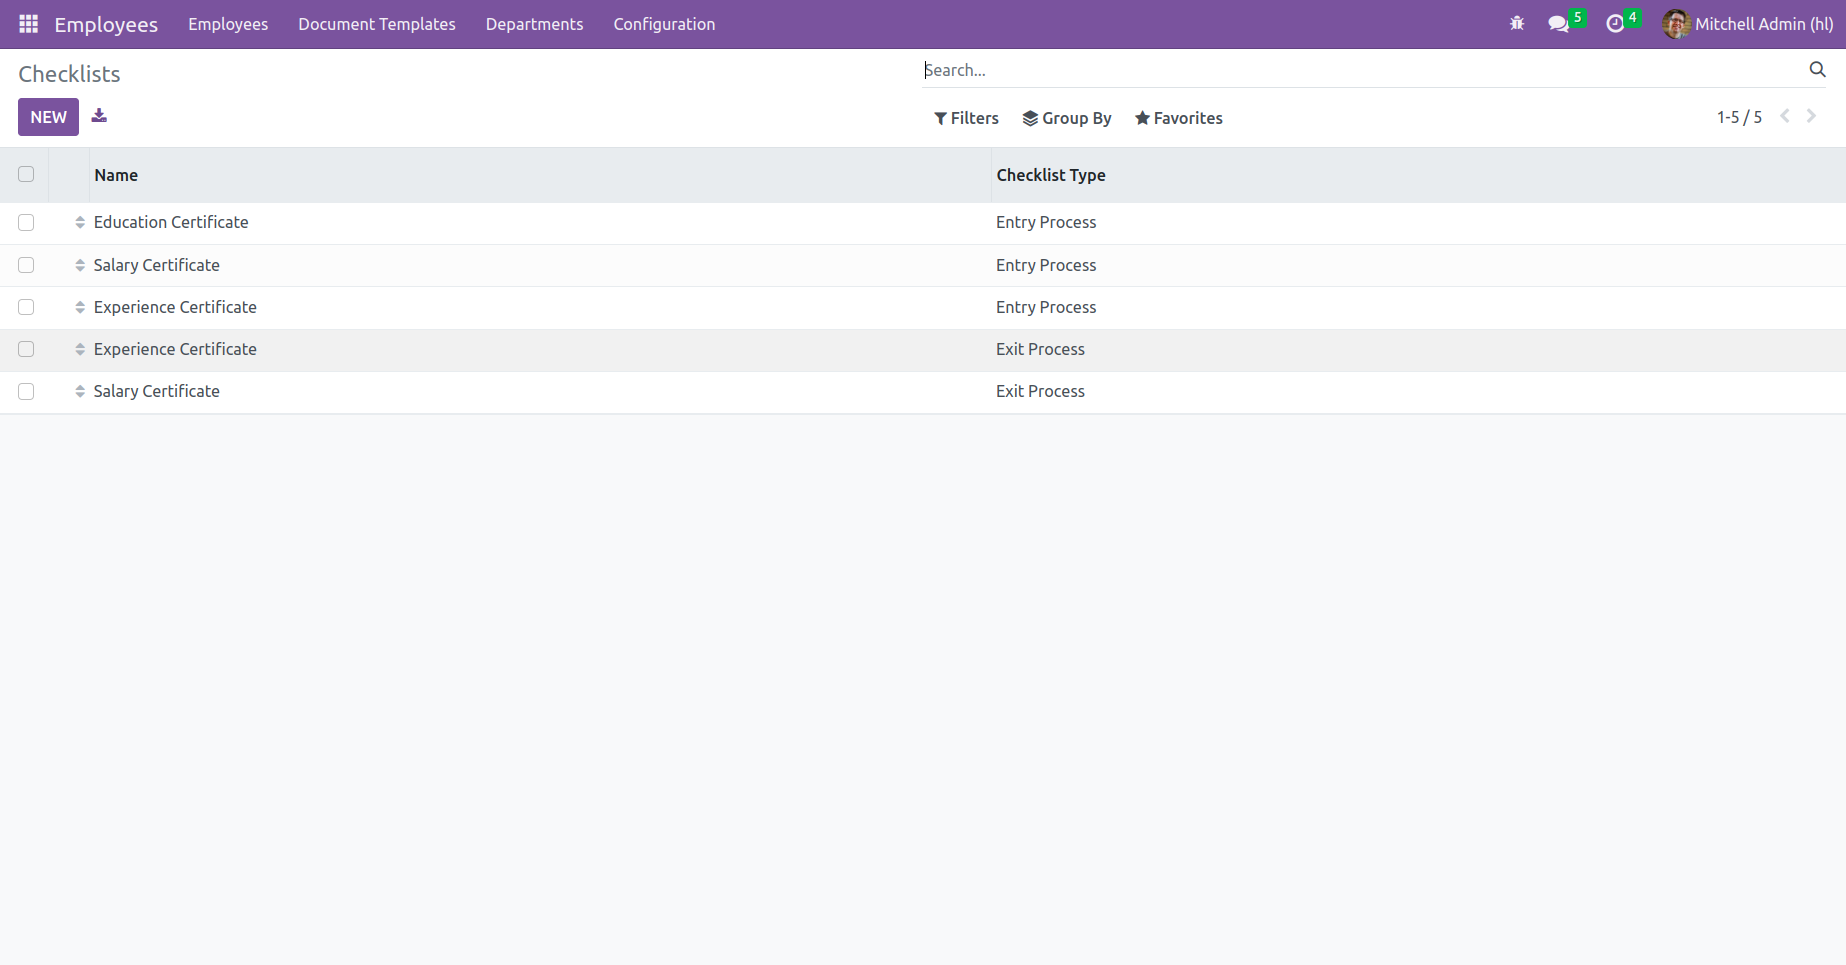 Employees Employees Document Templates Departments Configuration 5 4 Mitchell Admin (hl)
Checklists Search...
NEW Filters Group By Favorites 1-5 / 5
Name Checklist Type
Education Certificate Entry Process
Salary Certificate Entry Process
Experience Certificate Entry Process
Experience Certificate Exit Process
Salary Certificate Exit Process